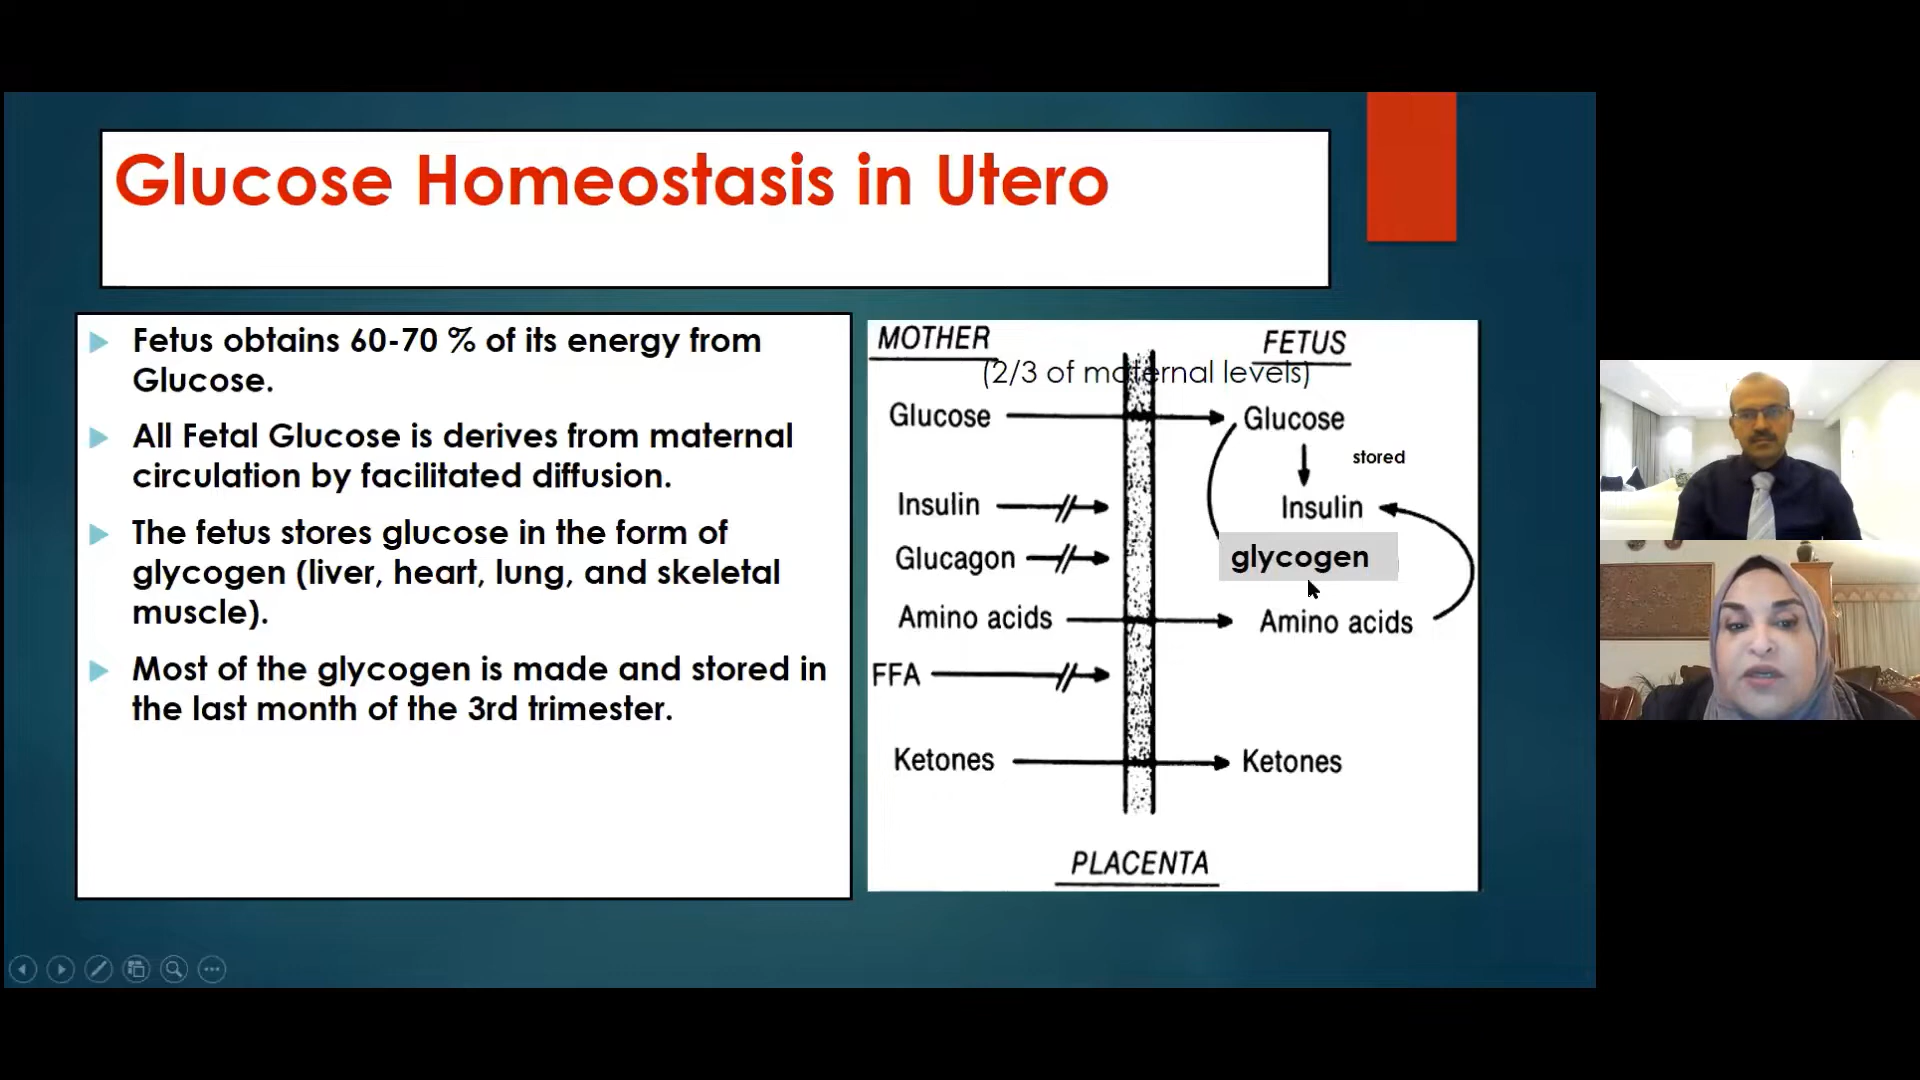 Glucose Homeostasis in Utero
Fetus obtains 60-70 % of its energy from
Glucose.
All Fetal Glucose is derives from maternal
circulation by facilitated diffusion.
The fetus stores glucose in the form of
glycogen (liver, heart, lung, and skeletal
muscle).
Most of the glycogen is made and stored in
the last month of the 3rd trimester.
MOTHER
FETUS
(2/3 of maternal levels)
Glucose
Glucose
stored
Insulin
Insulin
Glucagon
glycogen
Amino acids
Amino acids
FFA
Ketones
Ketones
PLACENTA